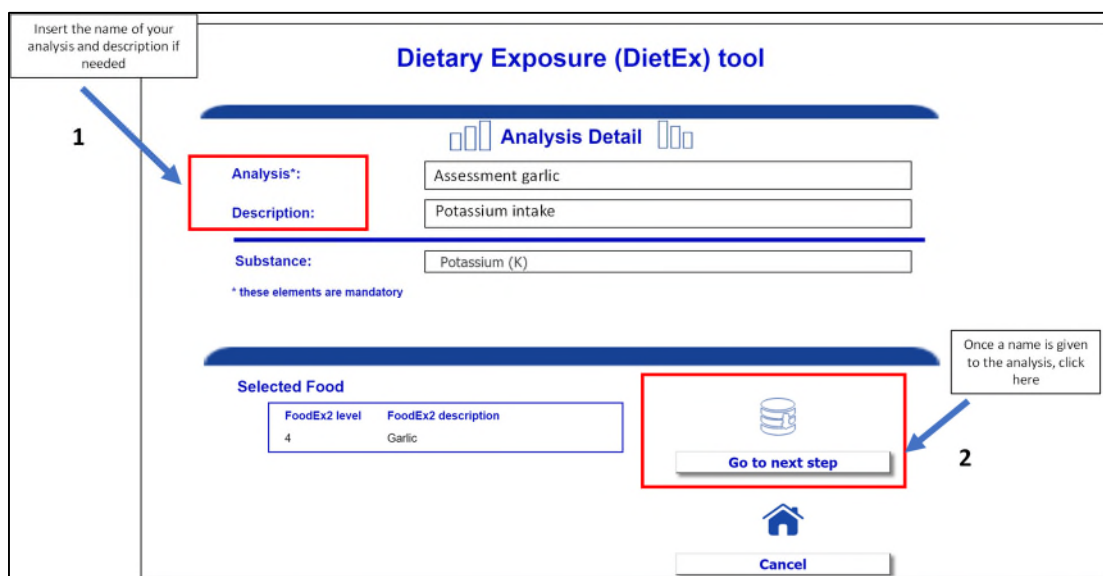 Insert the name of your
analysis and description if
needed
Dietary Exposure (DietEx) tool
1
Analysis Detail
Analysis*:
Assessment garlic
Description:
Potassium intake
Substance:
Potassium (K)
* these elements are mandatory
Once a name is given
to the analysis, click
here
Selected Food
FoodEx2 level FoodEx2 description
4 Garlic
Go to next step
2
Cancel